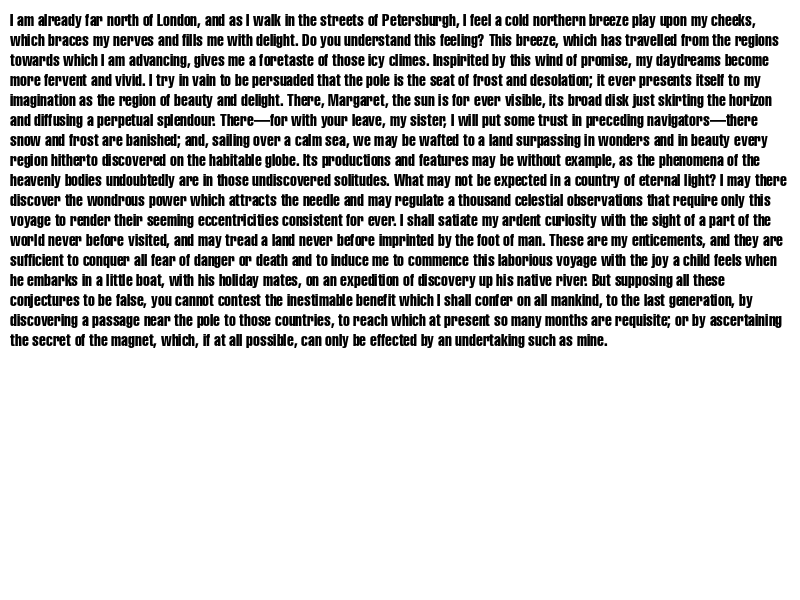 I am already far north of London, and as I walk in the streets of Petersburgh, I feel a cold northern breeze play upon my cheeks,
which braces my nerves and fills me with delight. Do you understand this feeling? This breeze, which has travelled from the regions
towards which I am advancing, gives me a foretaste of those icy climes. Inspirited by this wind of promise, my daydreams become
more fervent and vivid. I try in vain to be persuaded that the pole is the seat of frost and desolation; it ever presents itself to my
imagination as the region of beauty and delight. There, Margaret, the sun is for ever visible, its broad disk just skirting the horizon
and diffusing a perpetual splendour. There—for with your leave, my sister, I will put some trust in preceding navigators—there
snow and frost are banished; and, sailing over a calm sea, we may be wafted to a land surpassing in wonders and in beauty every
region hitherto discovered on the habitable globe. Its productions and features may be without example, as the phenomena of the
heavenly bodies undoubtedly are in those undiscovered solitudes. What may not be expected in a country of eternal light? I may there
discover the wondrous power which attracts the needle and may regulate a thousand celestial observations that require only this
voyage to render their seeming eccentricities consistent for ever. I shall satiate my ardent curiosity with the sight of a part of the
world never before visited, and may tread a land never before imprinted by the foot of man. These are my enticements, and they are
sufficient to conquer all fear of danger or death and to induce me to commence this laborious voyage with the joy a child feels when
he embarks in a little boat, with his holiday mates, on an expedition of discovery up his native river. But supposing all these
conjectures to be false, you cannot contest the inestimable benefit which I shall confer on all mankind, to the last generation, by
discovering a passage near the pole to those countries, to reach which at present so many months are requisite; or by ascertaining
the secret of the magnet, which, if at all possible, can only be effected by an undertaking such as mine.